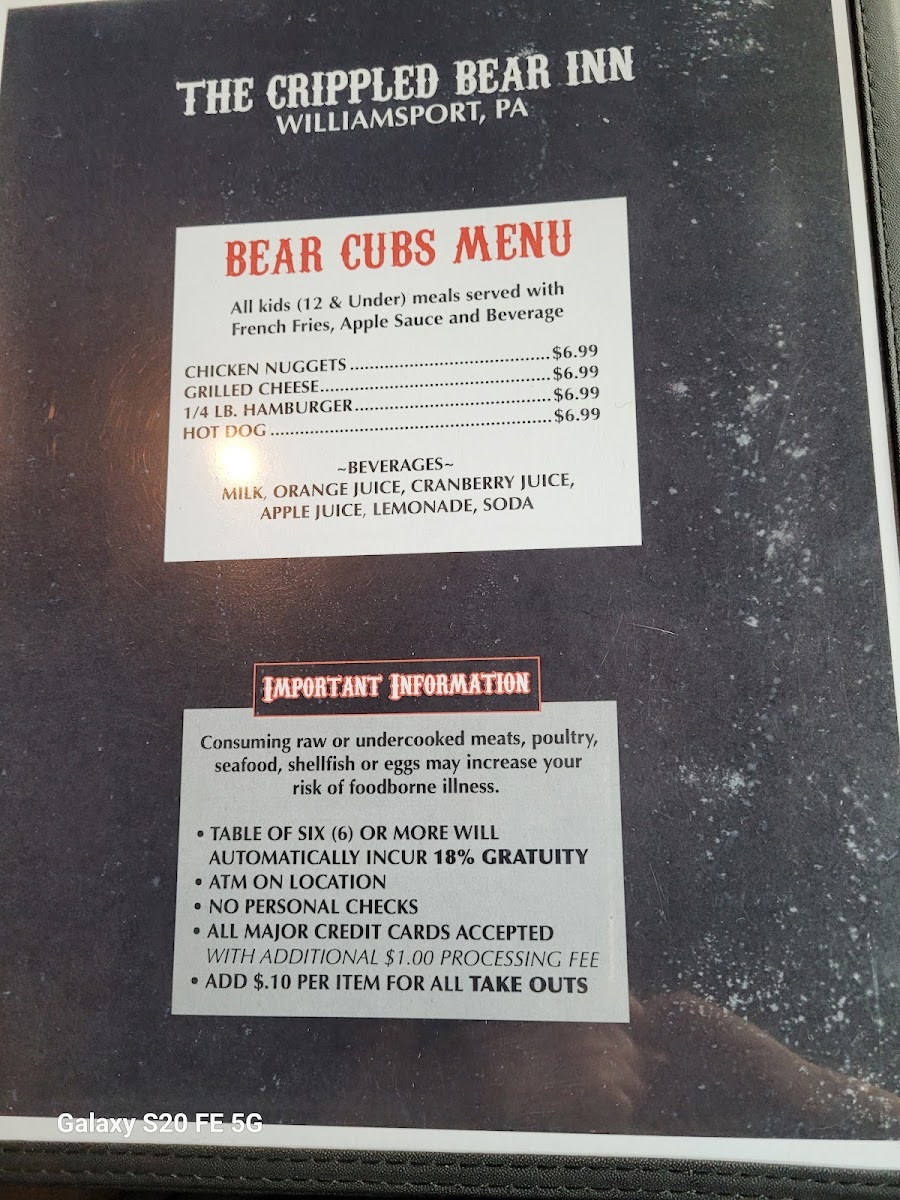 THE CRIPPLED BEAR INN
WILLIAMSPORT, PA
BEAR CUBS MENU
All kids (12 & Under) meals served with
French Fries, Apple Sauce and Beverage
CHICKEN NUGGETS ........................................ $6.99
GRILLED CHEESE............................................. $6.99
1/4 LB. HAMBURGER....................................... $6.99
HOT DOG ....................................................... $6.99
~BEVERAGES~
MILK, ORANGE JUICE, CRANBERRY JUICE,
APPLE JUICE, LEMONADE, SODA
IMPORTANT INFORMATION
Consuming raw or undercooked meats, poultry,
seafood, shellfish or eggs may increase your
risk of foodborne illness.
• TABLE OF SIX (6) OR MORE WILL
AUTOMATICALLY INCUR 18% GRATUITY
• ATM ON LOCATION
• NO PERSONAL CHECKS
• ALL MAJOR CREDIT CARDS ACCEPTED
WITH ADDITIONAL $1.00 PROCESSING FEE
• ADD $.10 PER ITEM FOR ALL TAKE OUTS
Galaxy S20 FE 5G